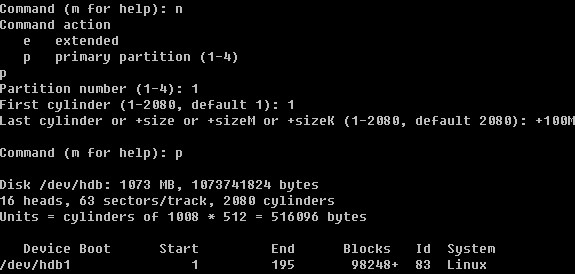 Command (m for help): n
Command action
   e   extended
   p   primary partition (1-4)
p
Partition number (1-4): 1
First cylinder (1-2080, default 1): 1
Last cylinder or +size or +sizeM or +sizeK (1-2080, default 2080): +100M
Command (m for help): p
Disk /dev/hdb: 1073 MB, 1073741824 bytes
16 heads, 63 sectors/track, 2080 cylinders
Units = cylinders of 1008 * 512 = 516096 bytes
   Device Boot      Start         End      Blocks   Id  System
/dev/hdb1               1         195       98248+  83  Linux